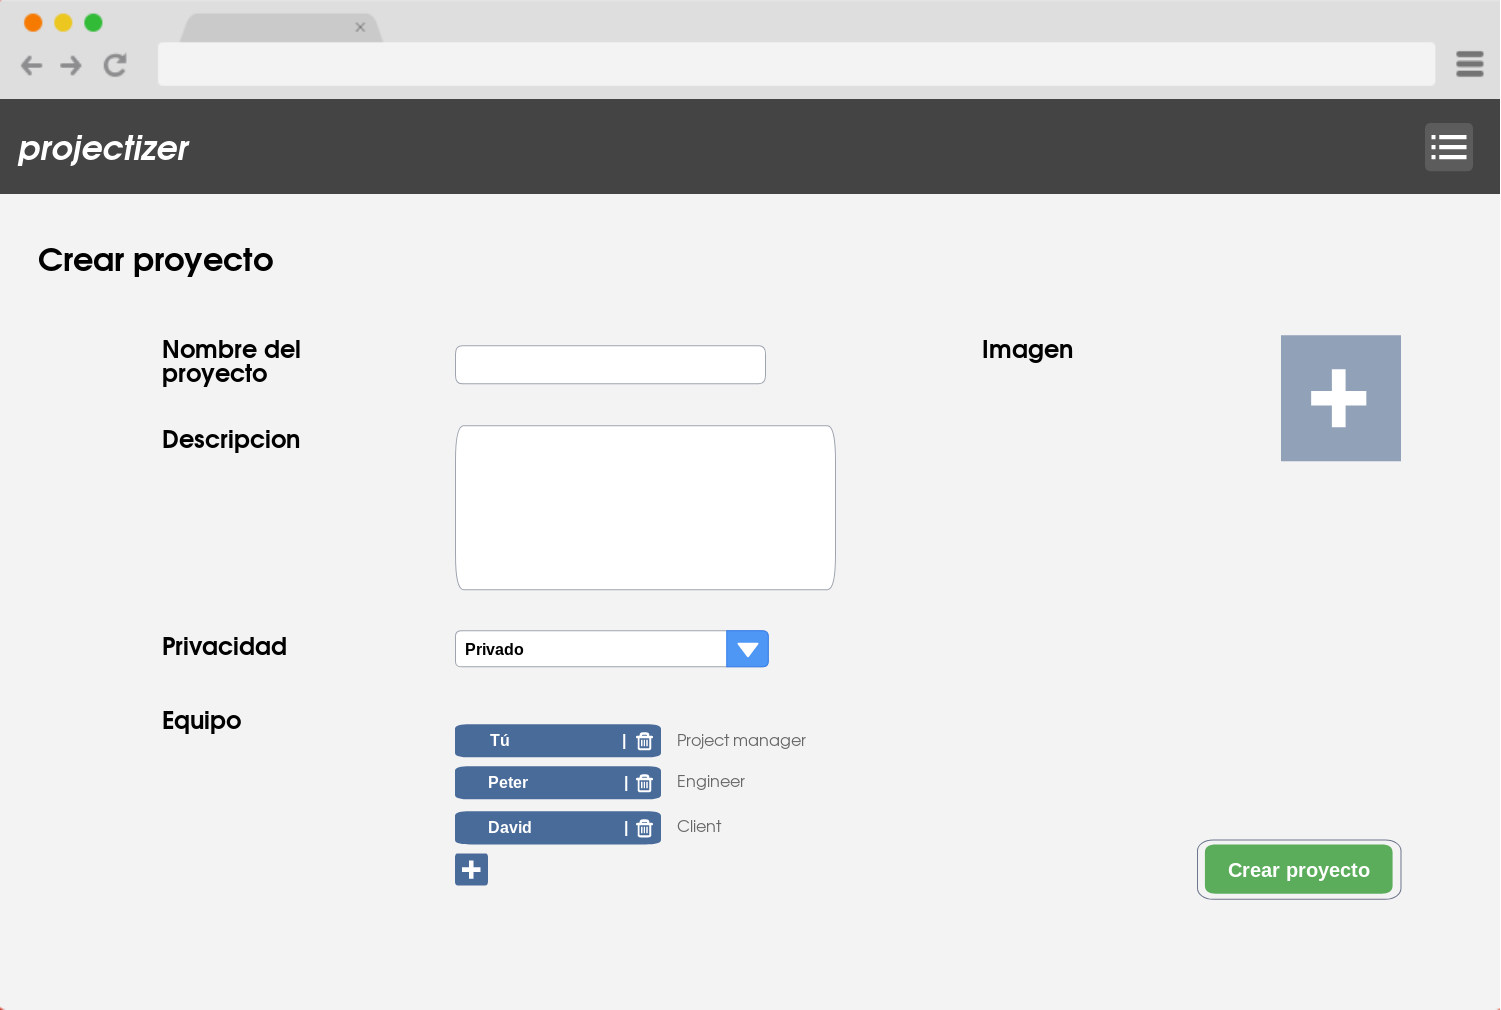 projectizer
Crear proyecto
Nombre del
proyecto
Imagen
Descripcion
Privacidad
Privado
Equipo
Tú |
Project manager
Peter |
Engineer
David |
Client
Crear proyecto